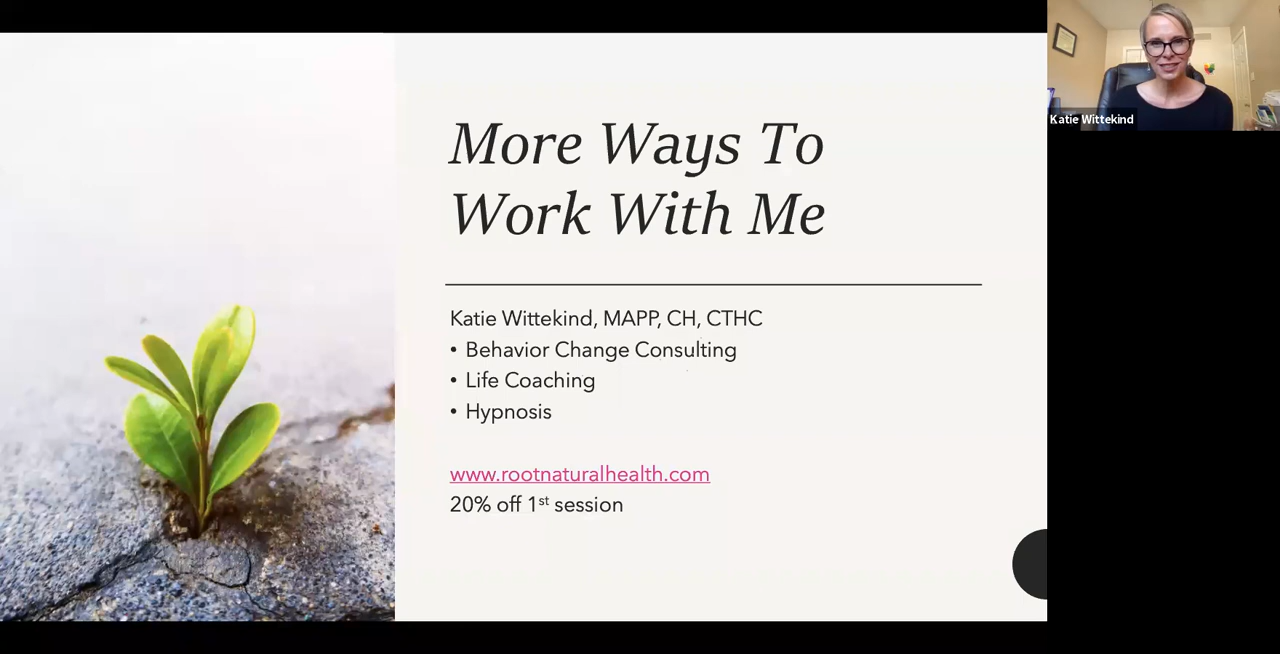 More Ways To
Work With Me
Katie Wittekind, MAPP, CH, CTHC
• Behavior Change Consulting
• Life Coaching
• Hypnosis
www.rootnaturalhealth.com
20% off 1st session
Katie Wittekind